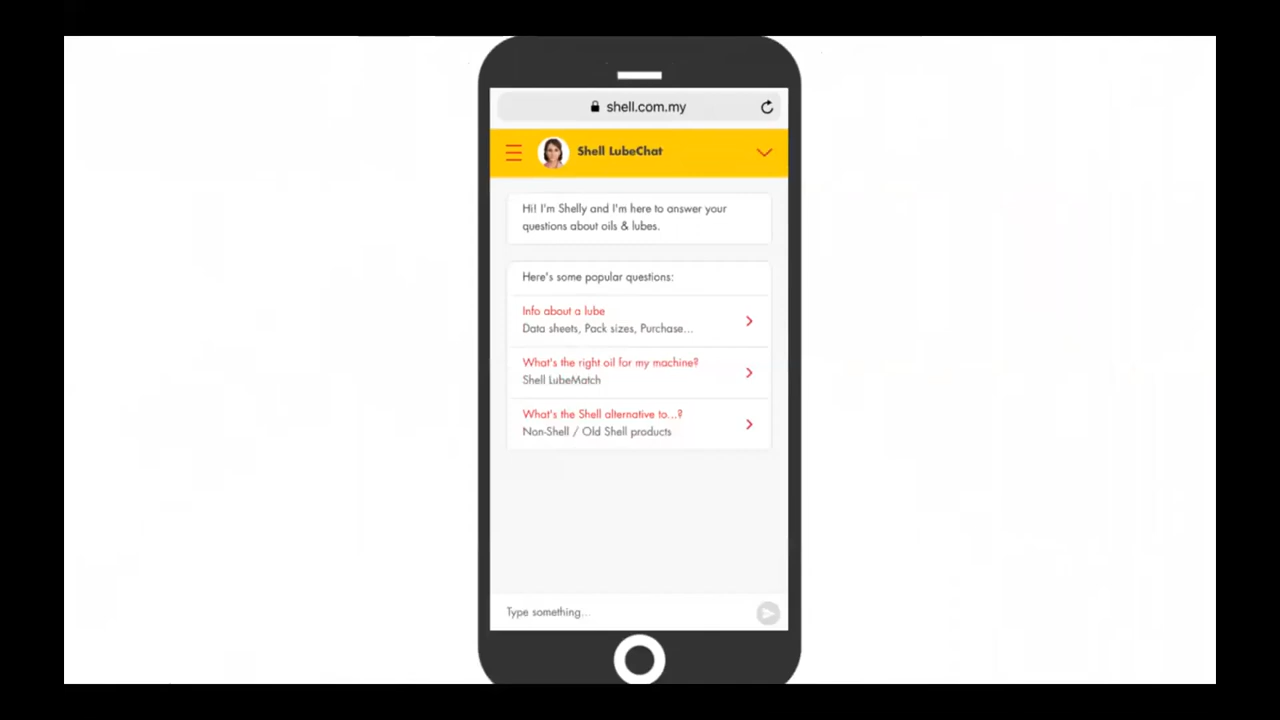 shell.com.my
Shell LubeChat
Hi! I'm Shelly and I'm here to answer your
questions about oils & lubes.
Here's some popular questions:
Info about a lube
Data sheets, Pack sizes, Purchase...
What's the right oil for my machine?
Shell LubeMatch
What's the Shell alternative to...?
Non-Shell / Old Shell products
Type something...